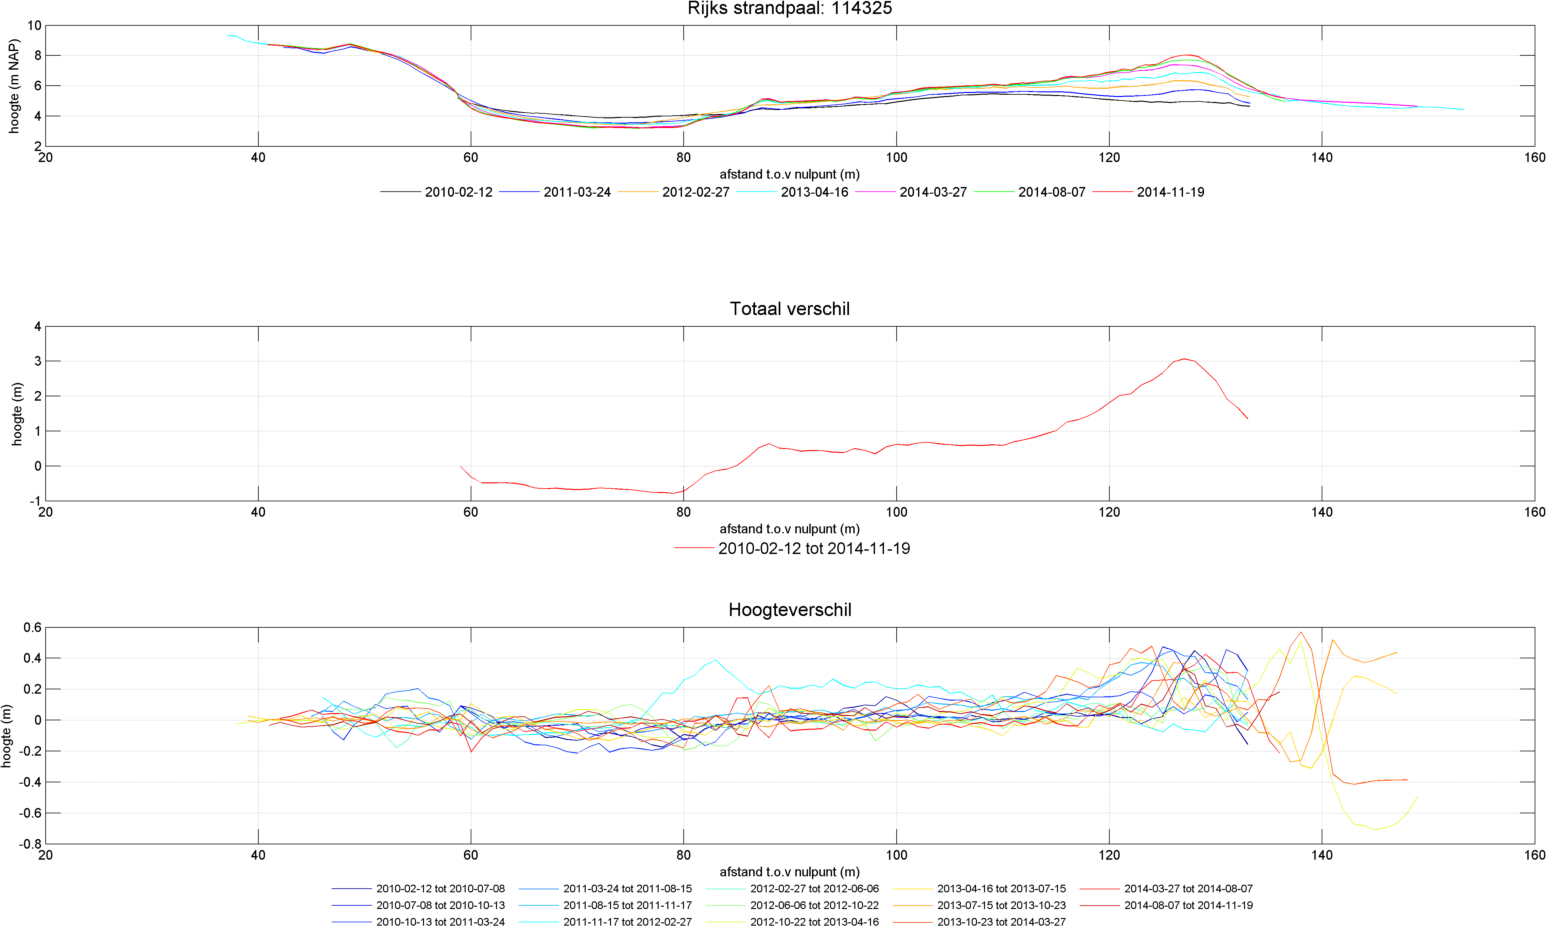 Rijks strandpaal: 114325
10
8
6
4
2
hoogte (m NAP)
20 40 60 80 100 120 140 160
afstand t.o.v nulpunt (m)
2010-02-12 2011-03-24 2012-02-27 2013-04-16 2014-03-27 2014-08-07 2014-11-19
Totaal verschil
4
3
2
1
0
-1
hoogte (m)
20 40 60 80 100 120 140 160
afstand t.o.v nulpunt (m)
2010-02-12 tot 2014-11-19
Hoogteverschil
0.6
0.4
0.2
0
-0.2
-0.4
-0.6
-0.8
hoogte (m)
20 40 60 80 100 120 140 160
afstand t.o.v nulpunt (m)
2010-02-12 tot 2010-07-08 2011-03-24 tot 2011-08-15 2012-02-27 tot 2012-06-06 2013-04-16 tot 2013-07-15 2014-03-27 tot 2014-08-07
2010-07-08 tot 2010-10-13 2011-08-15 tot 2011-11-17 2012-06-06 tot 2012-10-22 2013-07-15 tot 2013-10-23 2014-08-07 tot 2014-11-19
2010-10-13 tot 2011-03-24 2011-11-17 tot 2012-02-27 2012-10-22 tot 2013-04-16 2013-10-23 tot 2014-03-27